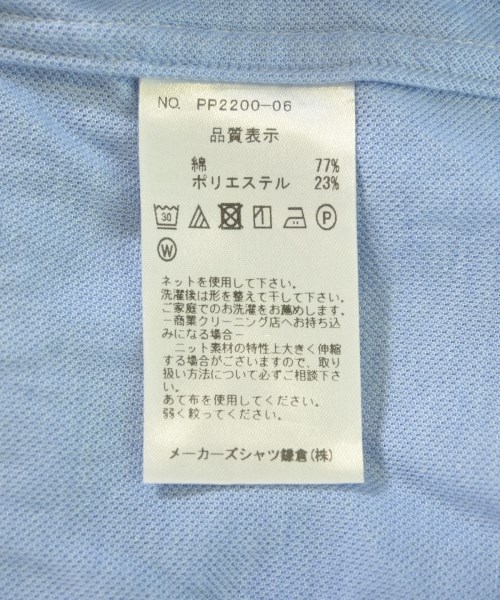 NO. PP2200-06
品質表示
綿 77%
ポリエステル 23%
30
P
W
ネットを使用して下さい。
洗濯後は形を整えて干して下さい。
ご家庭でのお洗濯をお薦めします。
－商業クリーニング店へお持ち込
みになる場合－
ニット素材の特性上大きく伸縮
する場合がございますので、取り
扱い方法について必ずご相談下さ
い。
あて布を使用してください。
弱く絞ってください。
メーカーズシャツ鎌倉(株)